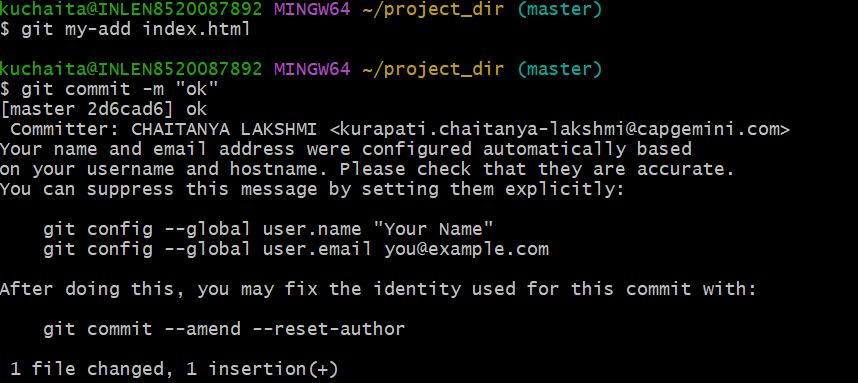 kuchaita@INLEN8520087892 MINGW64 ~/project_dir (master)
$ git my-add index.html
kuchaita@INLEN8520087892 MINGW64 ~/project_dir (master)
$ git commit -m "ok"
[master 2d6cad6] ok
 Committer: CHAITANYA LAKSHMI <kurapati.chaitanya-lakshmi@capgemini.com>
Your name and email address were configured automatically based
on your username and hostname. Please check that they are accurate.
You can suppress this message by setting them explicitly:
    git config --global user.name "Your Name"
    git config --global user.email you@example.com
After doing this, you may fix the identity used for this commit with:
    git commit --amend --reset-author
 1 file changed, 1 insertion(+)